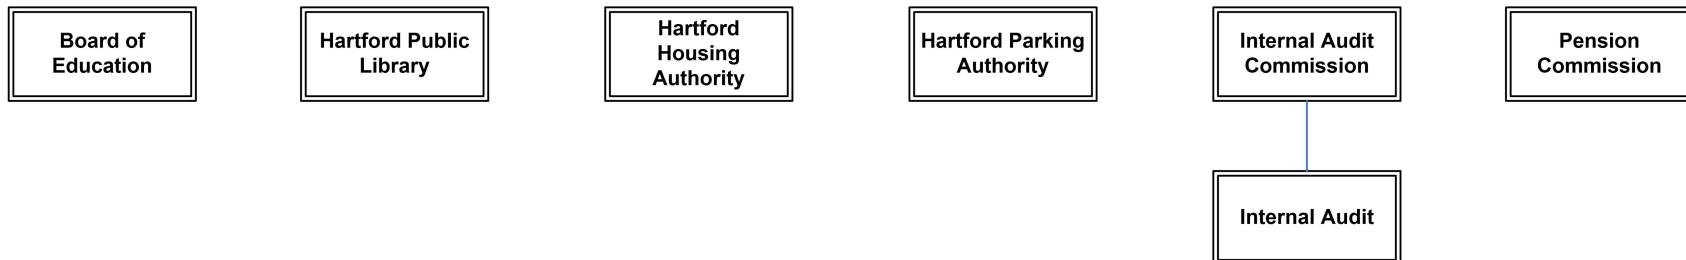 Board of
Education
Hartford Public
Library
Hartford
Housing
Authority
Hartford Parking
Authority
Internal Audit
Commission
Pension
Commission
Internal Audit